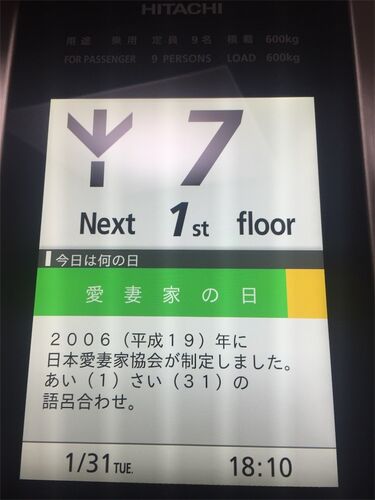 HITACHI
用途 乗用 定員 9名 積載 600kg
FOR PASSENGER 9 PERSONS LOAD 600kg
7
Next 1st floor
今日は何の日
愛妻家の日
2006(平成19)年に
日本愛妻家協会が制定しました。
あい(1)さい(31)の
語呂合わせ。
1/31 TUE. 18:10